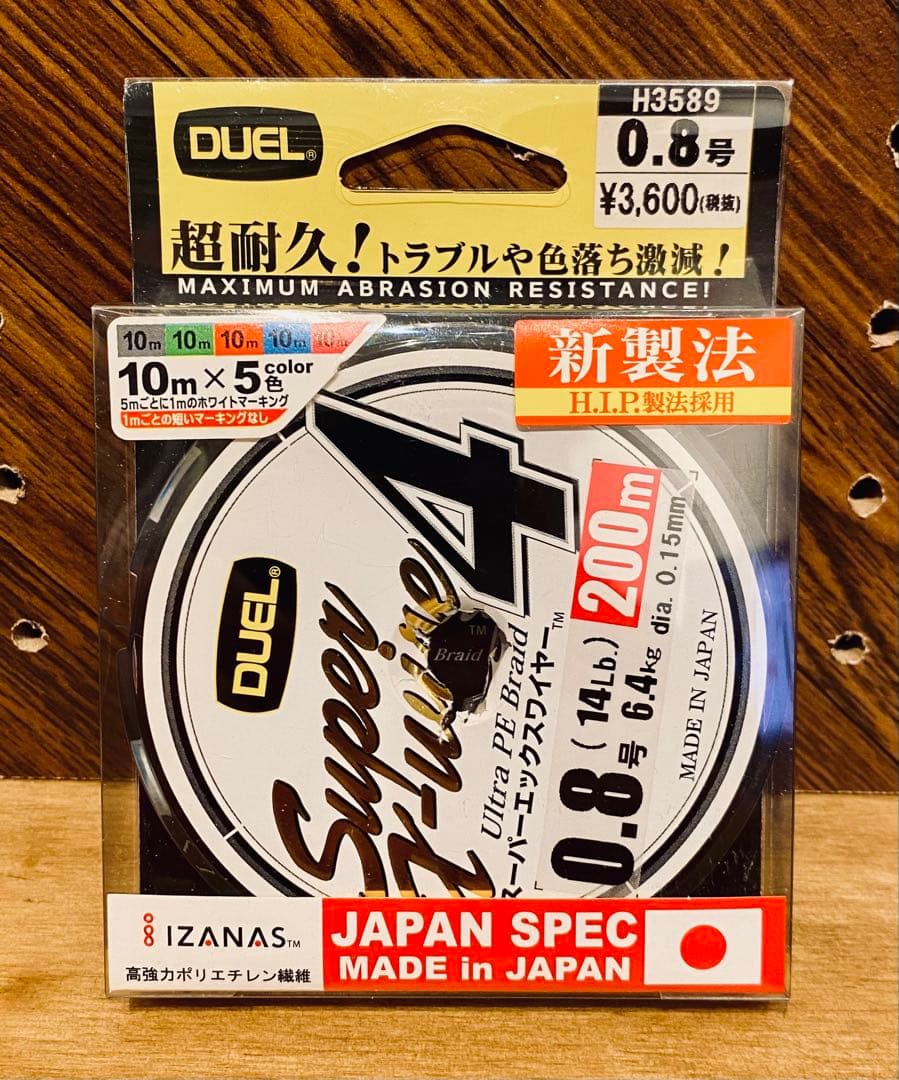 DUEL®
H3589
0.8号
¥3,600(税抜)
超耐久!トラブルや色落ち激減!
MAXIMUM ABRASION RESISTANCE!
10m 10m 10m 10m 10m
10m×5color色
5mごとに1mのホワイトマーキング
1mごとの短いマーキングなし
新製法
H.I.P.製法採用
DUEL®
Super
X-wire 4
TM
Braid
Ultra PE Braid
スーパーエックスワイヤー™
200m
0.8号(14Lb.)
6.4kg dia. 0.15mm
MADE IN JAPAN
IZANAS™
高強力ポリエチレン繊維
JAPAN SPEC
MADE in JAPAN